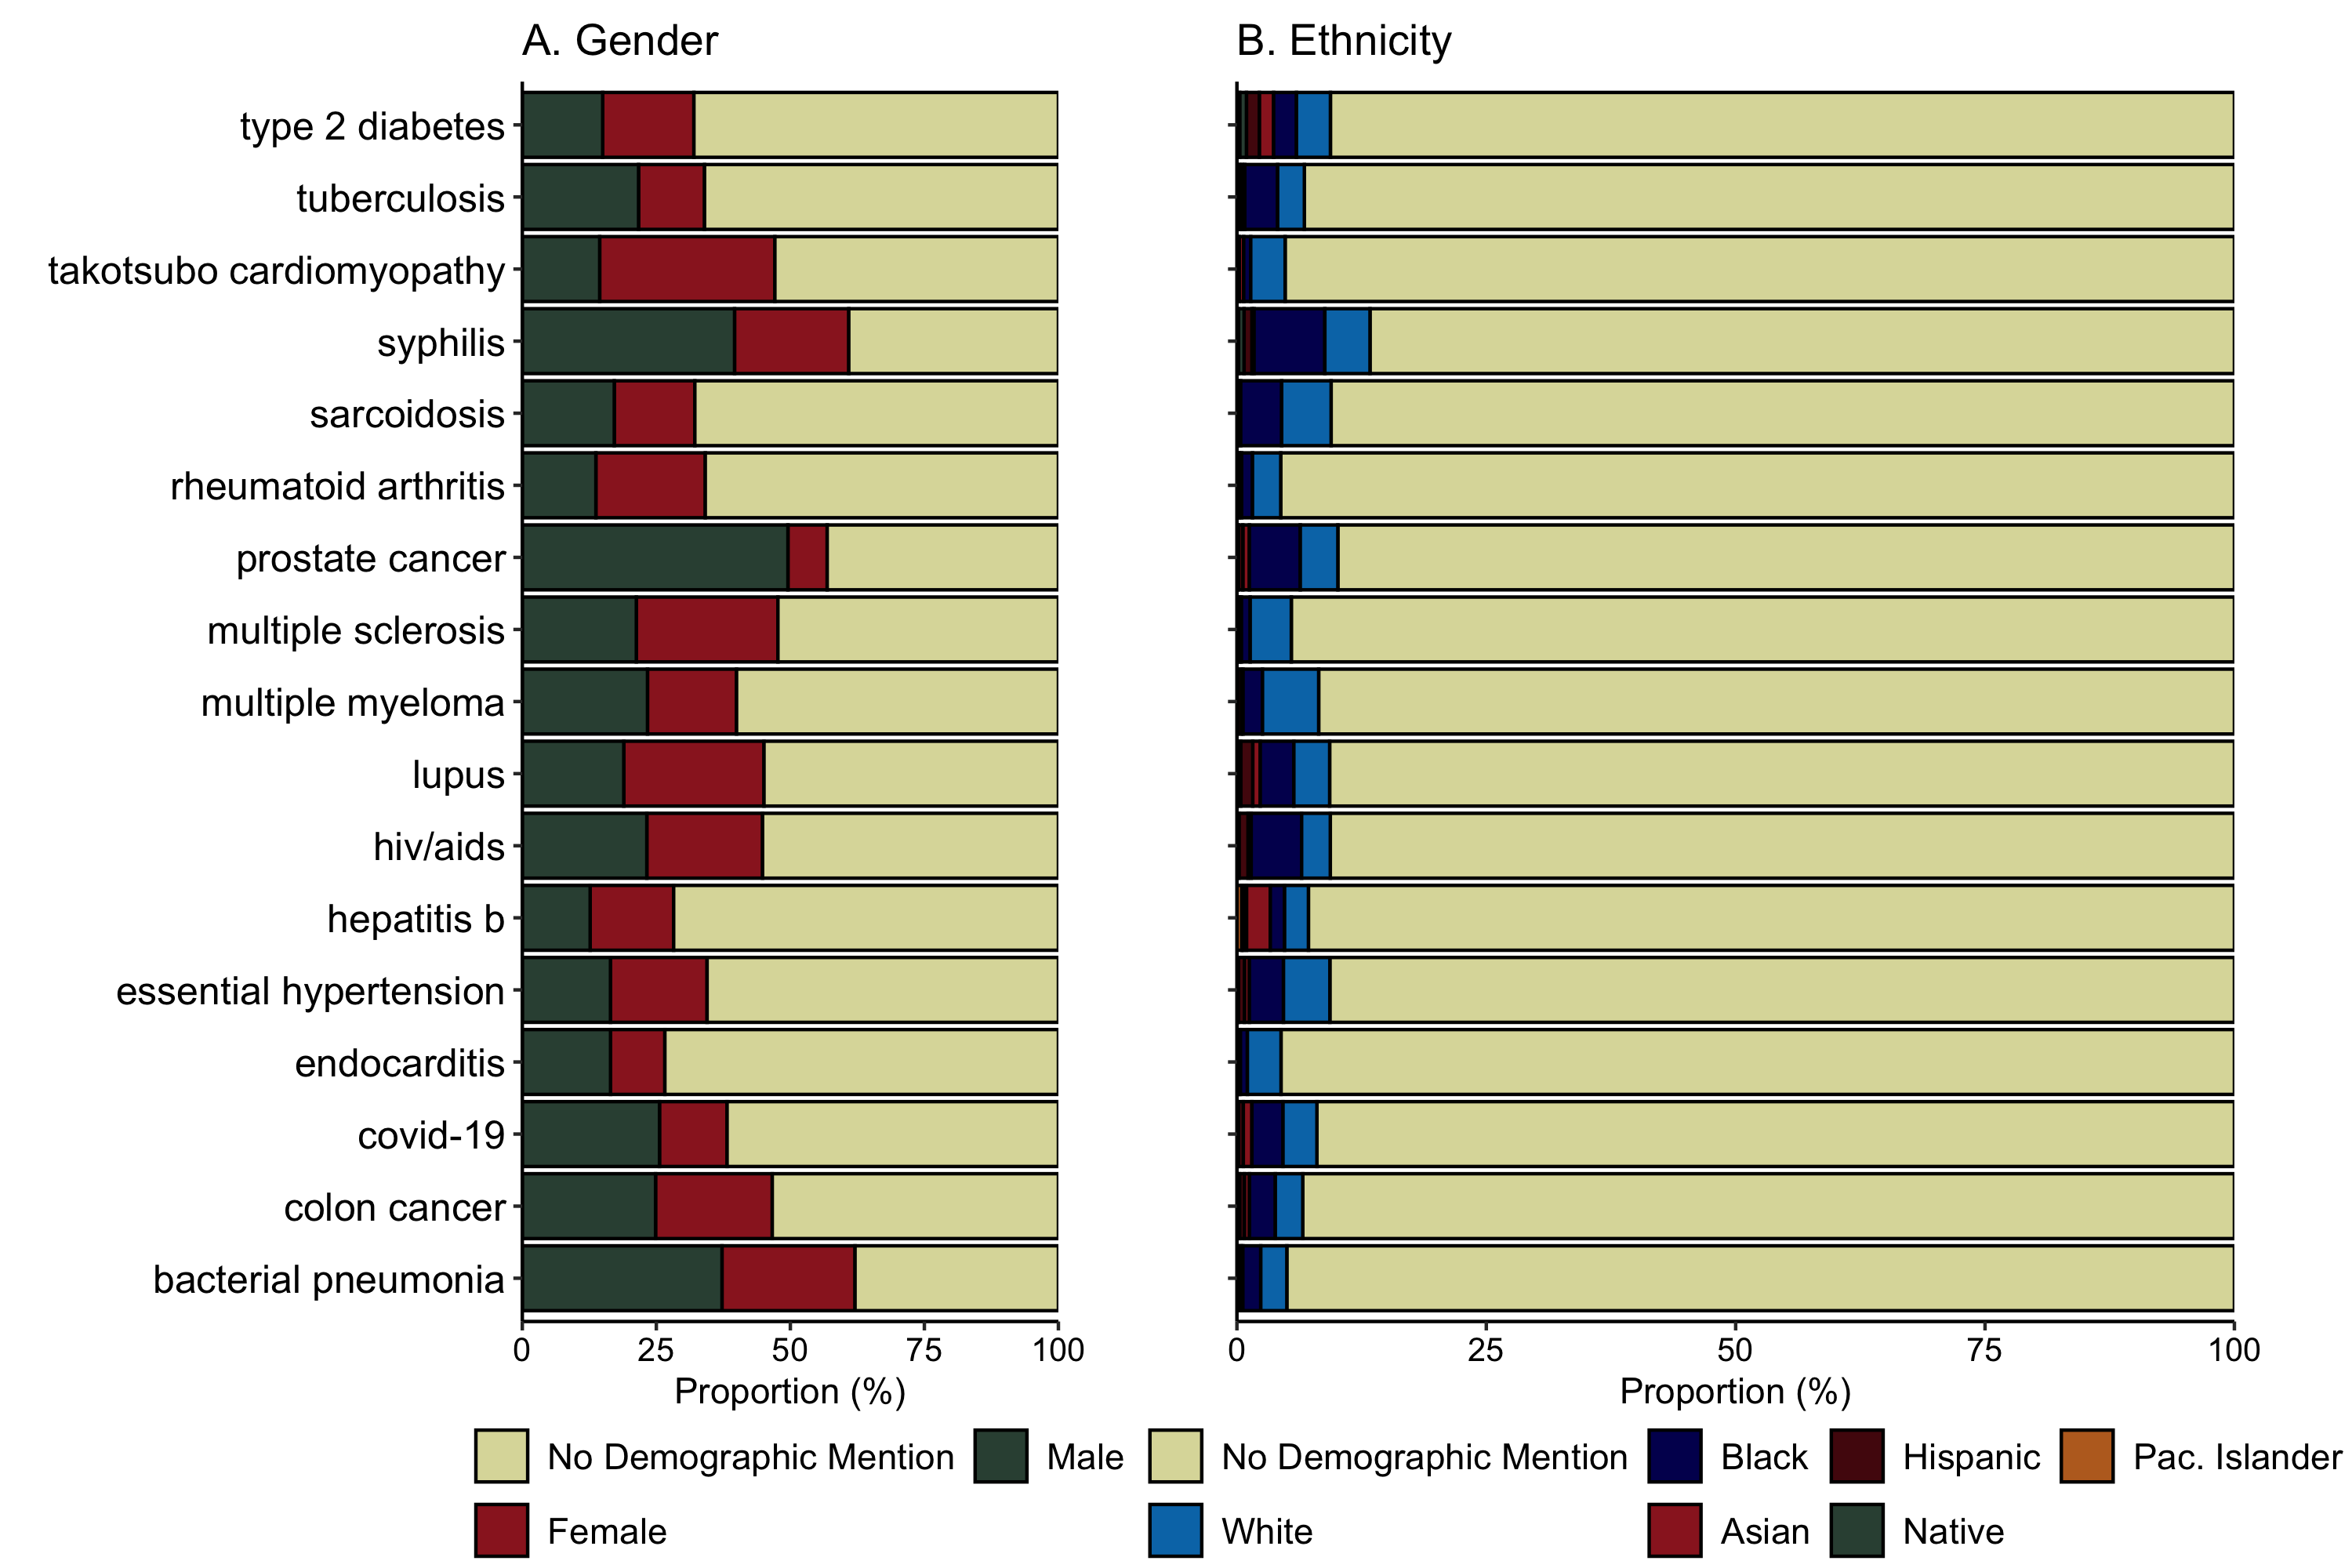 A. Gender
B. Ethnicity
type 2 diabetes
tuberculosis
takotsubo cardiomyopathy
syphilis
sarcoidosis
rheumatoid arthritis
prostate cancer
multiple sclerosis
multiple myeloma
lupus
hiv/aids
hepatitis b
essential hypertension
endocarditis
covid-19
colon cancer
bacterial pneumonia
0 25 50 75 100
0 25 50 75 100
Proportion (%)
Proportion (%)
No Demographic Mention Male
Female
No Demographic Mention Black Hispanic Pac. Islander
White Asian Native